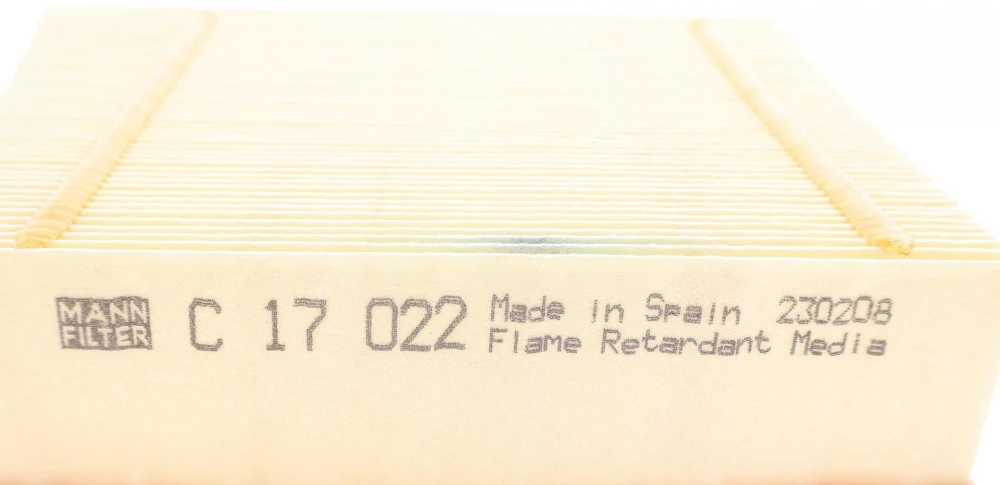 MANN
FILTER
C 17 022
Made in Spain 230208
Flame Retardant Media